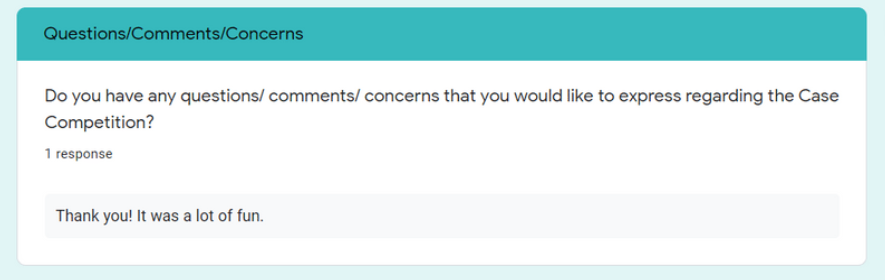 Questions/Comments/Concerns
Do you have any questions/ comments/ concerns that you would like to express regarding the Case
Competition?
1 response
Thank you! It was a lot of fun.